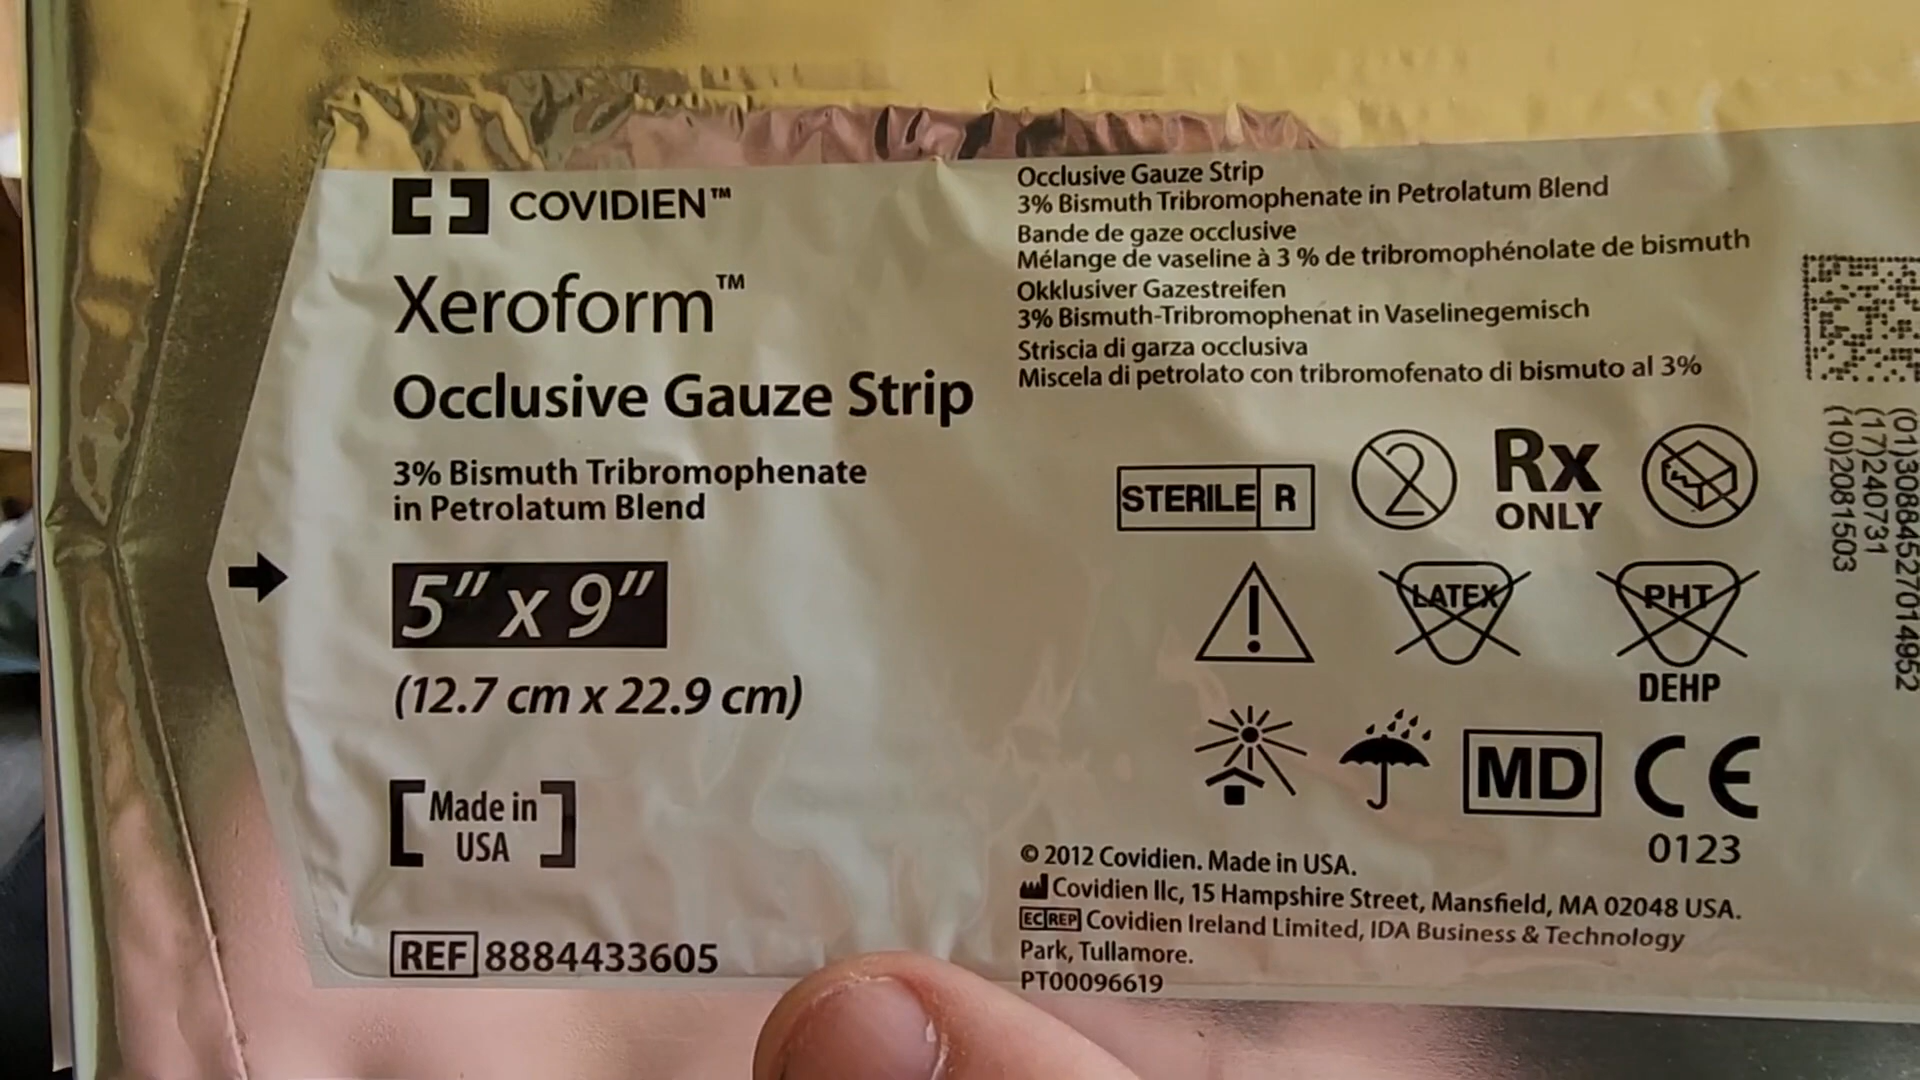 COVIDIEN™
Xeroform™
Occlusive Gauze Strip
3% Bismuth Tribromophenate
in Petrolatum Blend
5" x 9"
(12.7 cm x 22.9 cm)
Made in
USA
REF 8884433605
Occlusive Gauze Strip
3% Bismuth Tribromophenate in Petrolatum Blend
Bande de gaze occlusive
Mélange de vaseline à 3 % de tribromophénolate de bismuth
Okklusiver Gazestreifen
3% Bismuth-Tribromophenat in Vaselinegemisch
Striscia di garza occlusiva
Miscela di petrolato con tribromofenato di bismuto al 3%
STERILE R
2
Rx
ONLY
LATEX
PHT
DEHP
MD
CE
0123
© 2012 Covidien. Made in USA.
Covidien llc, 15 Hampshire Street, Mansfield, MA 02048 USA.
EC REP Covidien Ireland Limited, IDA Business & Technology
Park, Tullamore.
PT00096619
(01)30884527014952
(17)240731
(10)2081503